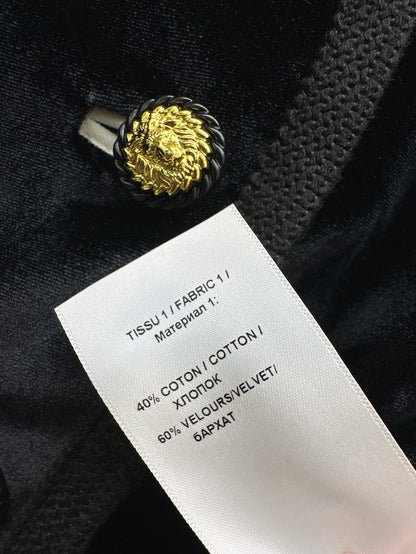 TISSU 1 / FABRIC 1 /
Материал 1:
40% COTON / COTTON /
ХЛОПОК
60% VELOURS/VELVET/
БАРХАТ